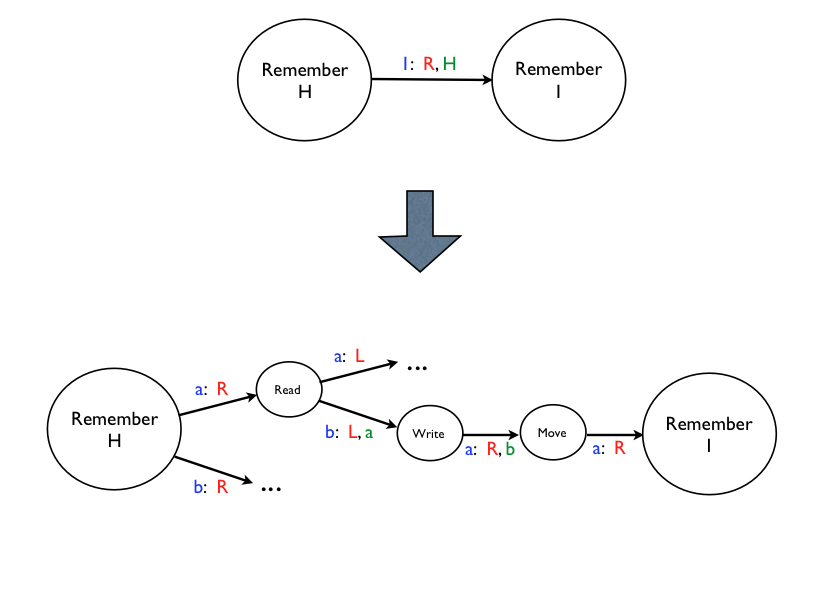 Remember
H
I: R, H
Remember
I
Remember
H
a: R
b: R
...
Read
a: L
...
b: L, a
Write
a: R, b
Move
a: R
Remember
I